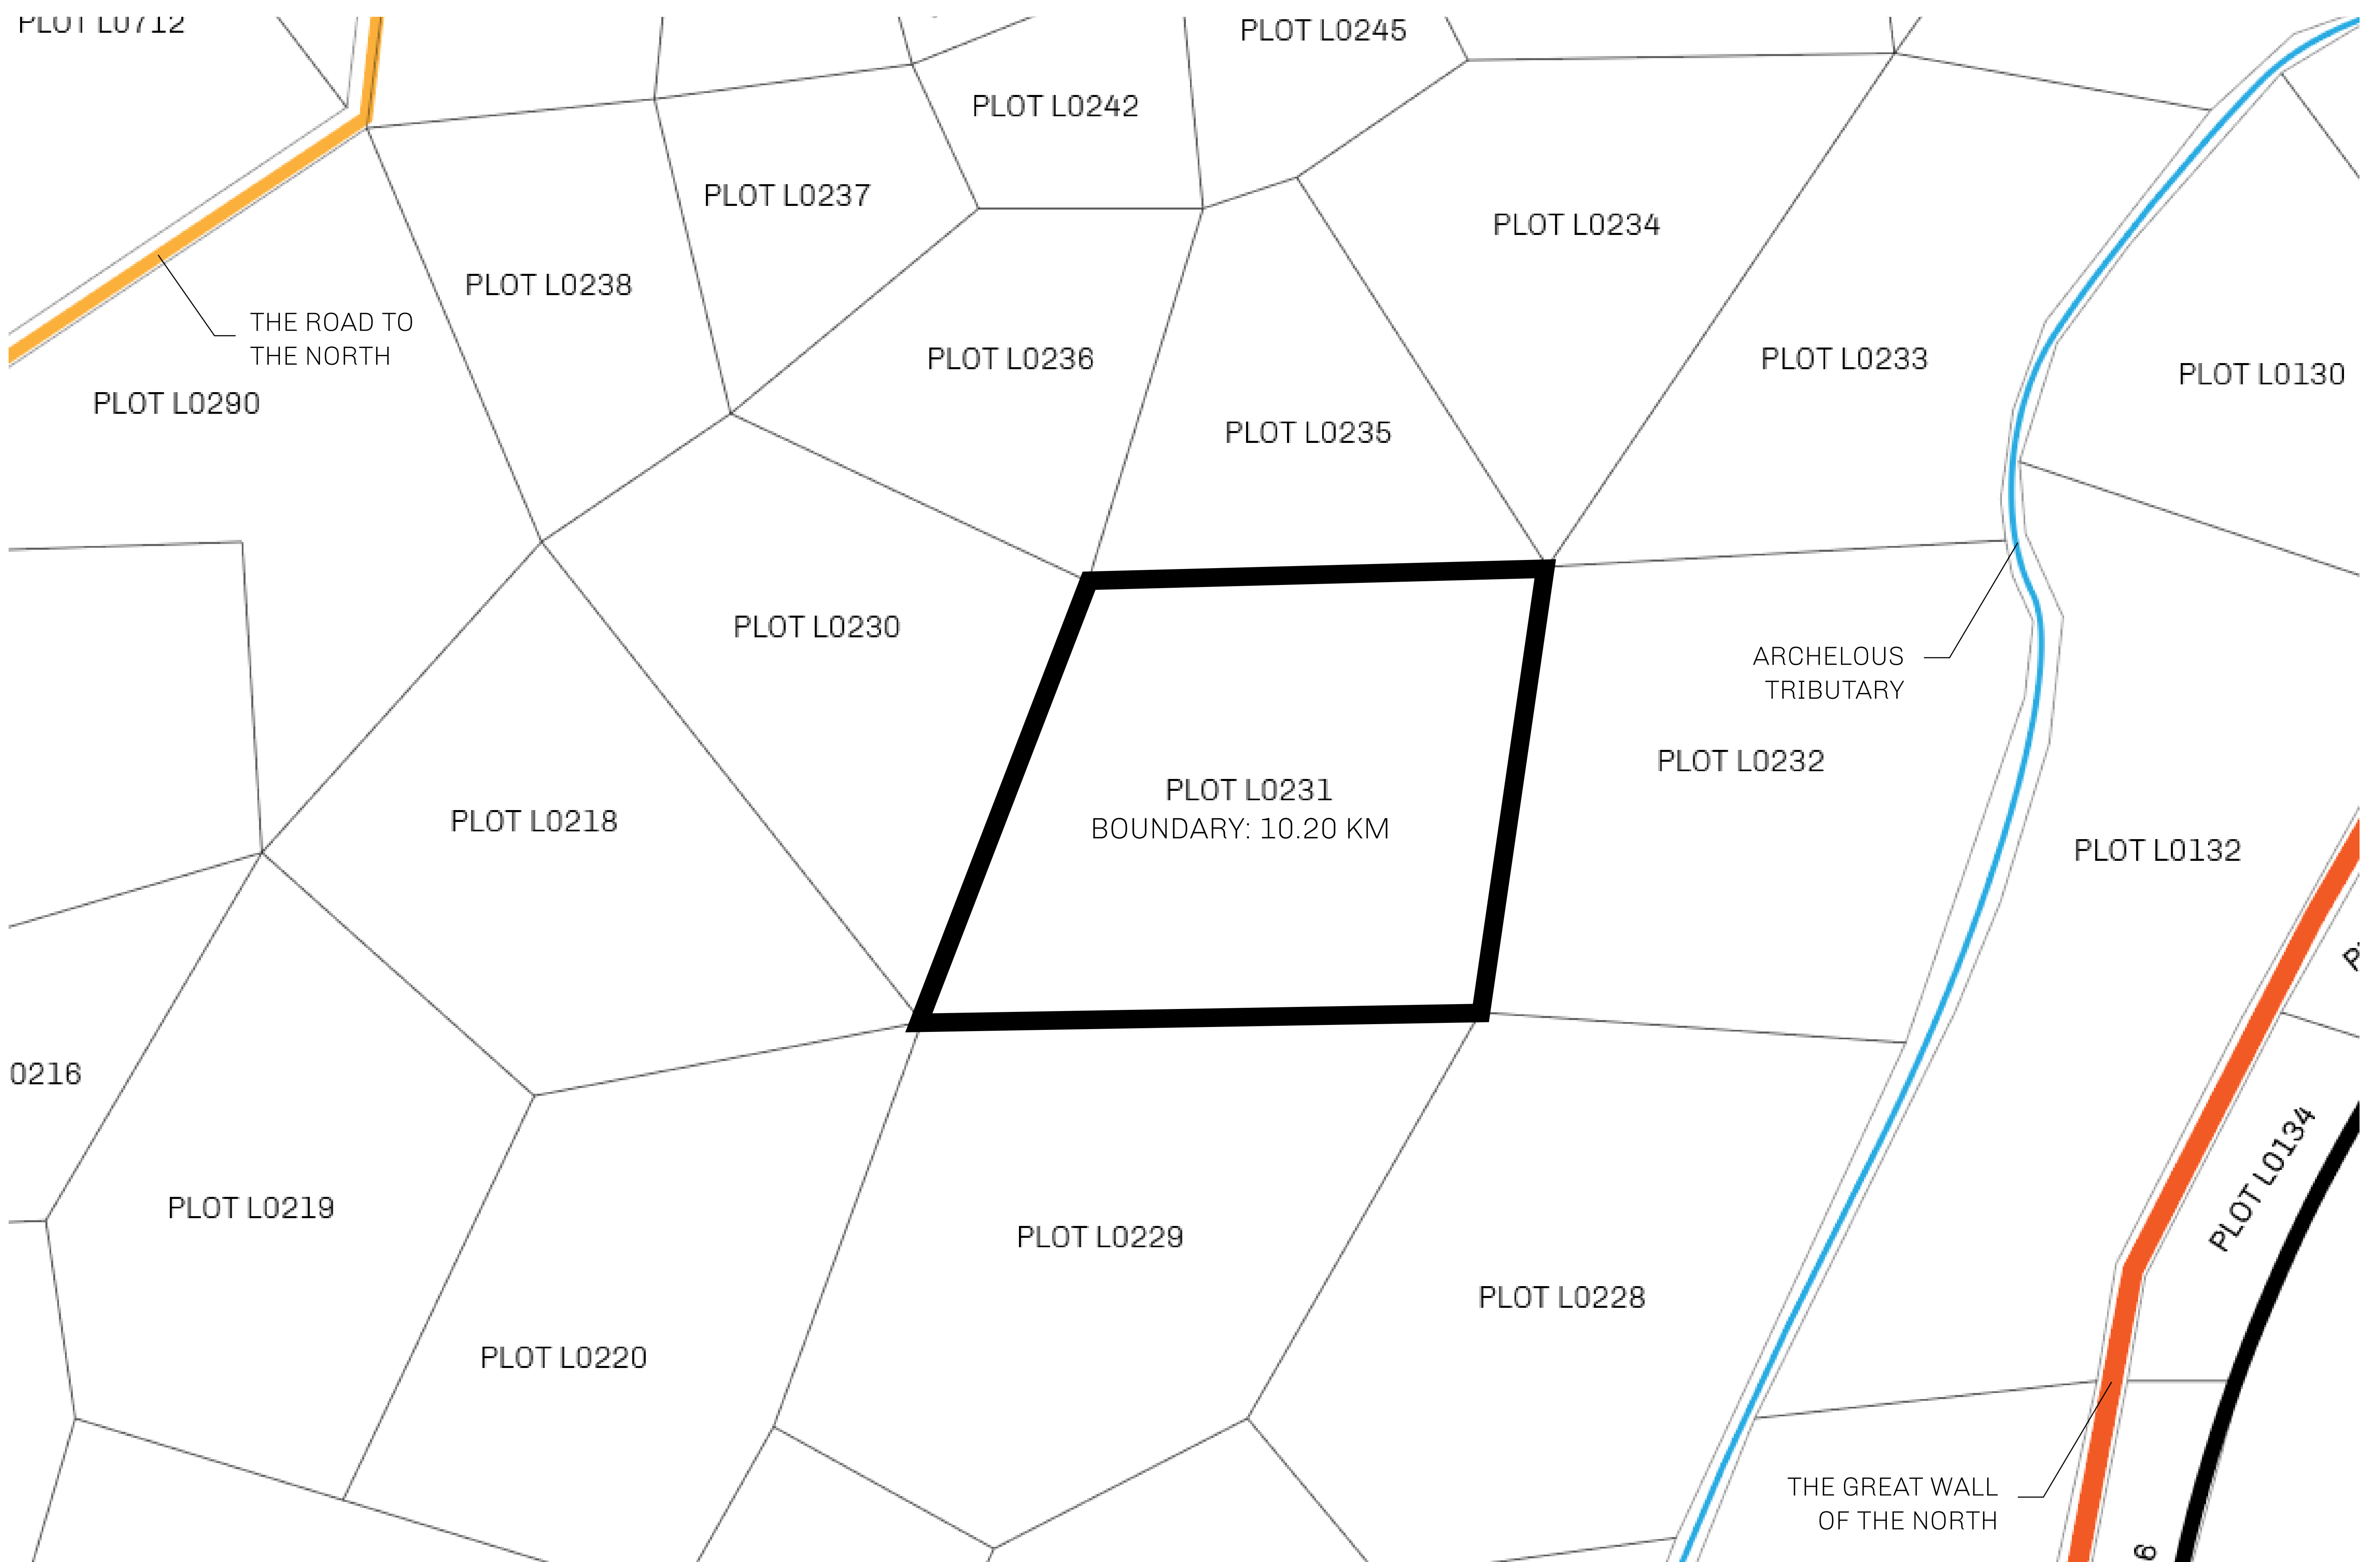 PLOT L0712
PLOT L0245
PLOT L0242
PLOT L0237
PLOT L0234
PLOT L0238
THE ROAD TO
THE NORTH
PLOT L0236
PLOT L0233
PLOT L0130
PLOT L0290
PLOT L0235
PLOT L0230
ARCHELOUS
TRIBUTARY
PLOT L0232
PLOT L0231
BOUNDARY: 10.20 KM
PLOT L0218
PLOT L0132
0216
PLOT L0134
PLOT L0219
PLOT L0229
PLOT L0228
PLOT L0220
THE GREAT WALL
OF THE NORTH